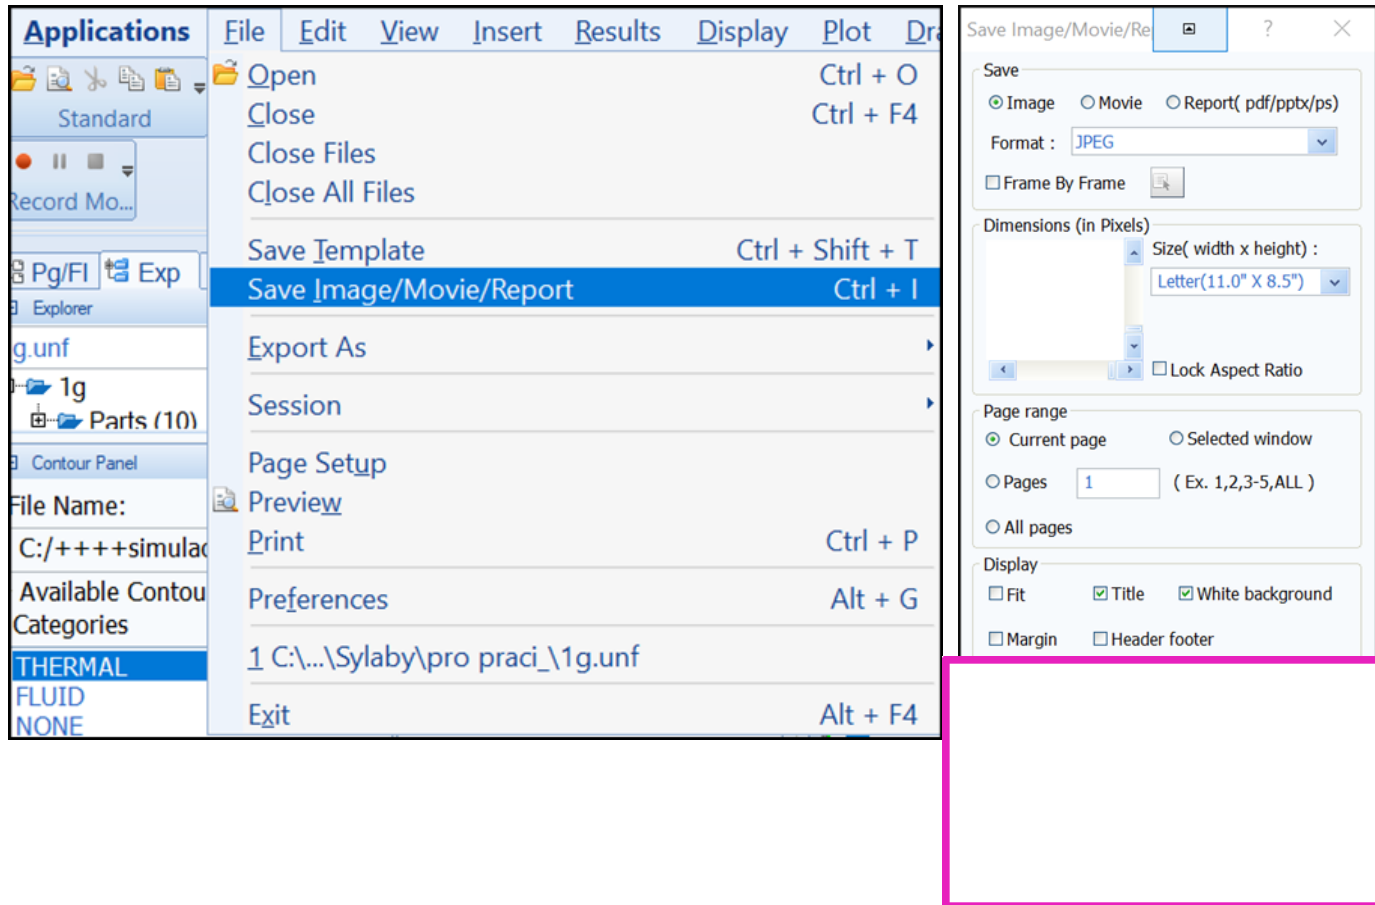 Applications File Edit View Insert Results Display Plot
Standard
Record Mo...
Pg/Fl Exp
Explorer
g.unf
1g
Parts (10)
Contour Panel
File Name:
C:/++++simulac
Available Contou
Categories
THERMAL
FLUID
NONE
Open Ctrl + O
Close Ctrl + F4
Close Files
Close All Files
Save Template Ctrl + Shift + T
Save Image/Movie/Report Ctrl + I
Export As
Session
Page Setup
Preview
Print Ctrl + P
Preferences Alt + G
1 C:\...\Sylaby\pro praci_\1g.unf
Exit Alt + F4
Save Image/Movie/Re ?
Save
Image Movie Report( pdf/pptx/ps)
Format : JPEG
Frame By Frame
Dimensions (in Pixels)
Size( width x height) :
Letter(11.0" X 8.5")
Lock Aspect Ratio
Page range
Current page Selected window
Pages 1 ( Ex. 1,2,3-5,ALL )
All pages
Display
Fit Title White background
Margin Header footer